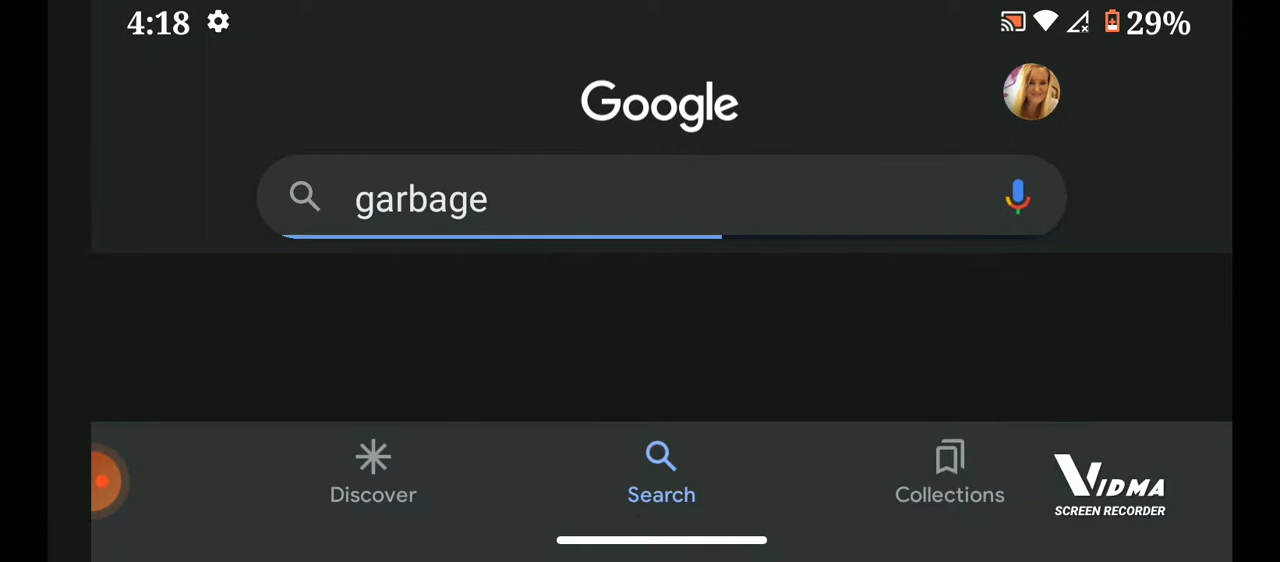 4:18 29%
Google
garbage
Discover Search Collections
VIDMA
SCREEN RECORDER